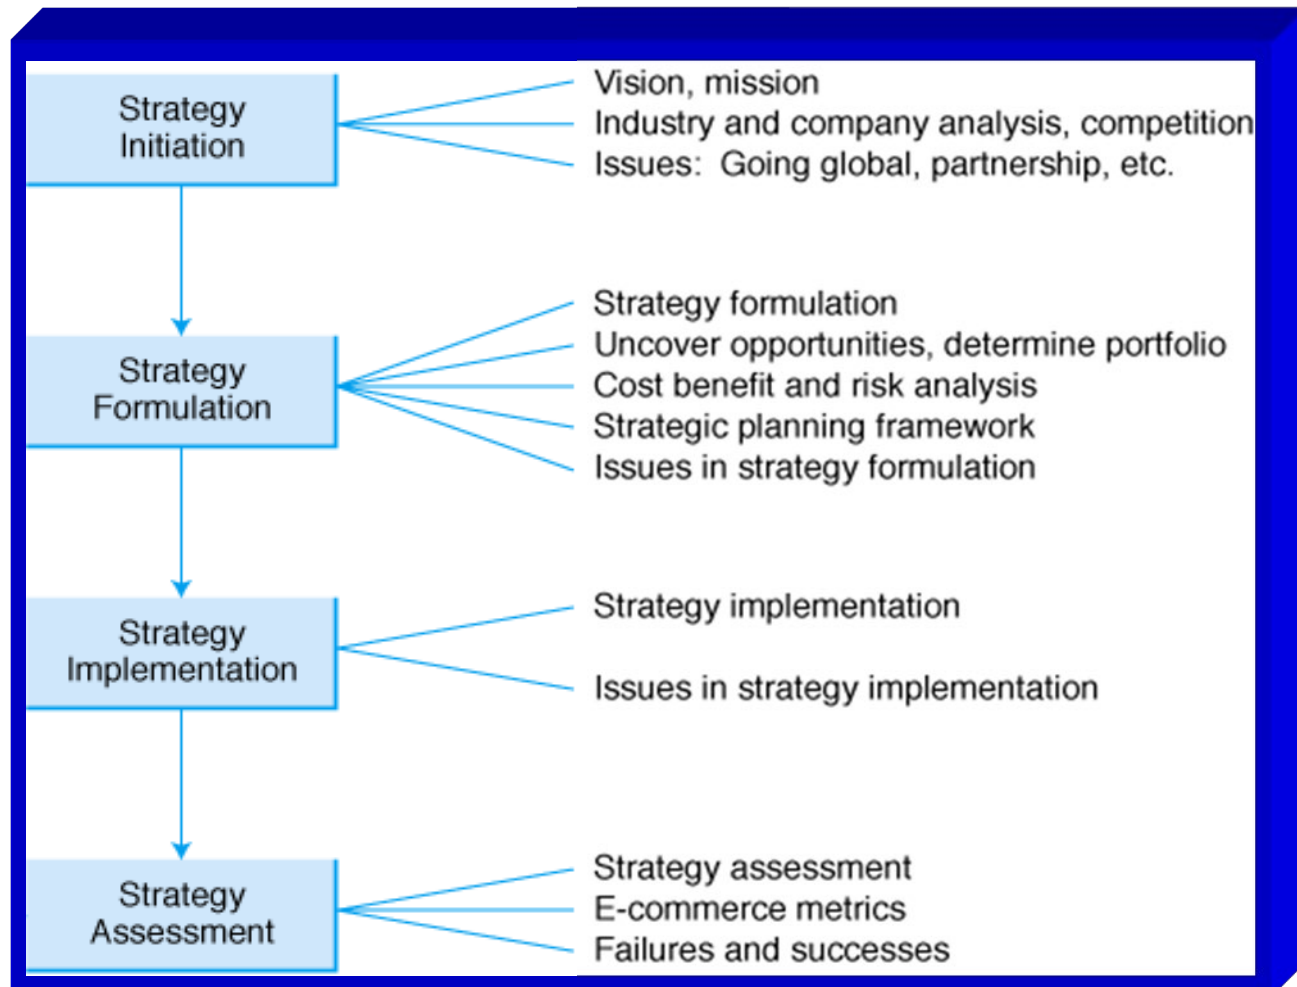 Strategy
Initiation
Vision, mission
Industry and company analysis, competition
Issues:  Going global, partnership, etc.
Strategy
Formulation
Strategy formulation
Uncover opportunities, determine portfolio
Cost benefit and risk analysis
Strategic planning framework
Issues in strategy formulation
Strategy
Implementation
Strategy implementation
Issues in strategy implementation
Strategy
Assessment
Strategy assessment
E-commerce metrics
Failures and successes